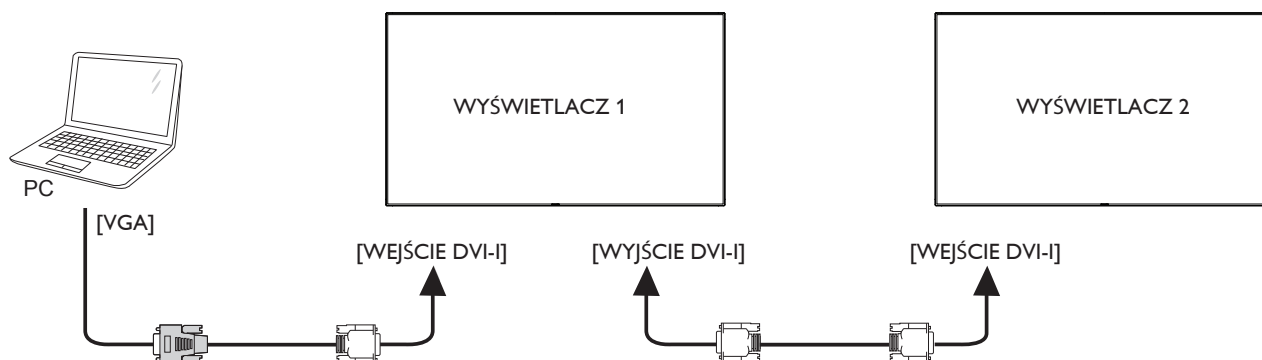 WYŚWIETLACZ 1
WYŚWIETLACZ 2
PC
[VGA]
[WEJŚCIE DVI-I]
[WYJŚCIE DVI-I]
[WEJŚCIE DVI-I]